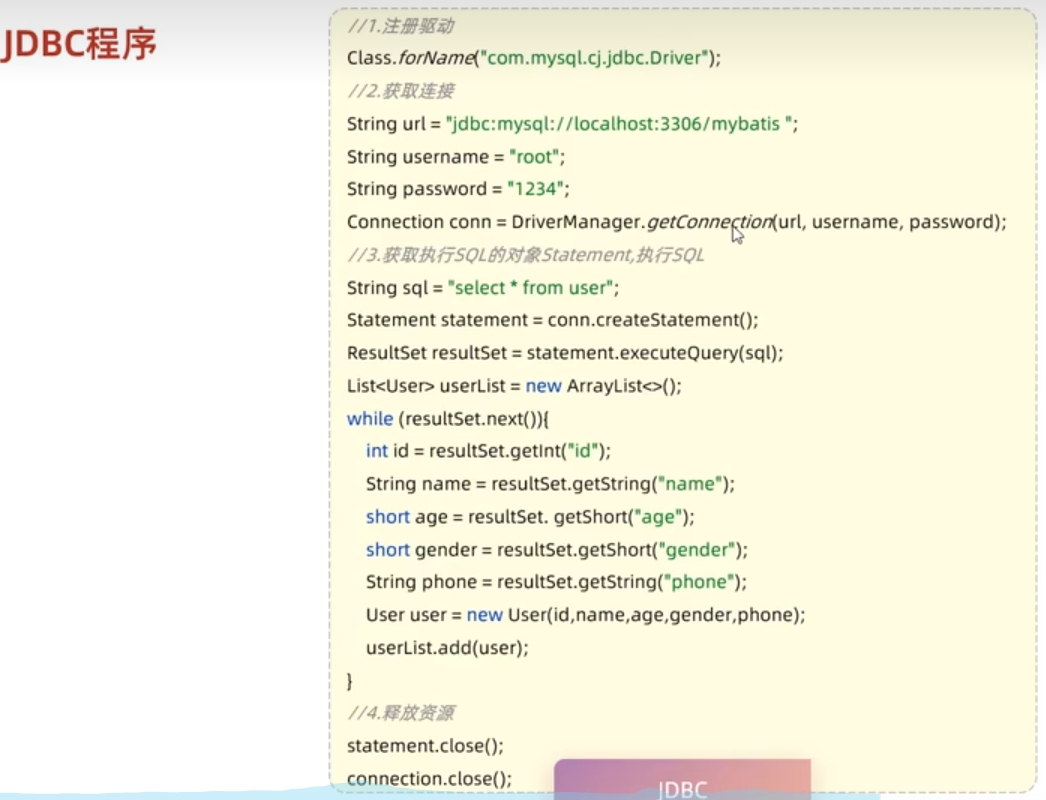 JDBC程序
//1.注册驱动
Class.forName("com.mysql.cj.jdbc.Driver");
//2.获取连接
String url = "jdbc:mysql://localhost:3306/mybatis ";
String username = "root";
String password = "1234";
Connection conn = DriverManager.getConnection(url, username, password);
//3.获取执行SQL的对象Statement,执行SQL
String sql = "select * from user";
Statement statement = conn.createStatement();
ResultSet resultSet = statement.executeQuery(sql);
List<User> userList = new ArrayList<>();
while (resultSet.next()){
    int id = resultSet.getInt("id");
    String name = resultSet.getString("name");
    short age = resultSet. getShort("age");
    short gender = resultSet.getShort("gender");
    String phone = resultSet.getString("phone");
    User user = new User(id,name,age,gender,phone);
    userList.add(user);
}
//4.释放资源
statement.close();
connection.close();
JDBC